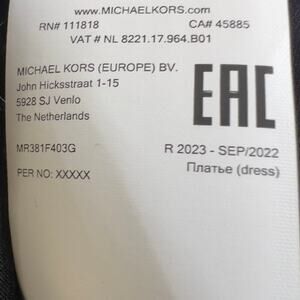 www.MICHAELKORS.com
RN# 111818 CA# 45885
VAT # NL 8221.17.964.B01
MICHAEL KORS (EUROPE) BV.
John Hicksstraat 1-15
5928 SJ Venlo
The Netherlands
EAC
MR381F403G
R 2023 - SEP/2022
PER NO: XXXXX
Платье (dress)